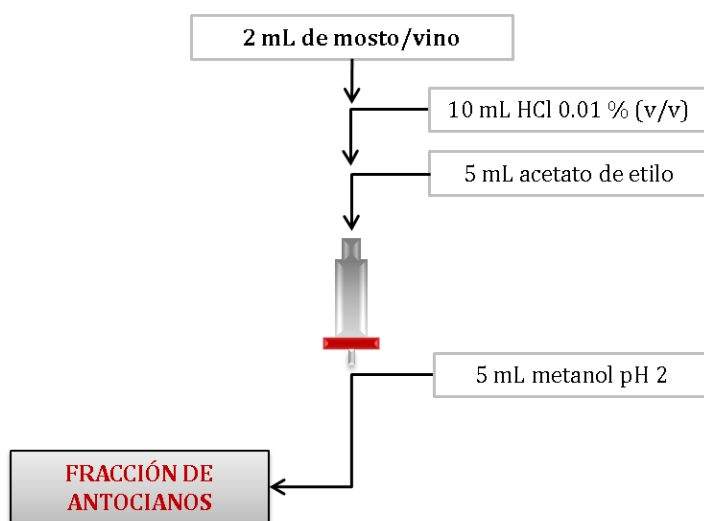 2 mL de mosto/vino
10 mL HCl 0.01 % (v/v)
5 mL acetato de etilo
5 mL metanol pH 2
FRACCIÓN DE
ANTOCIANOS